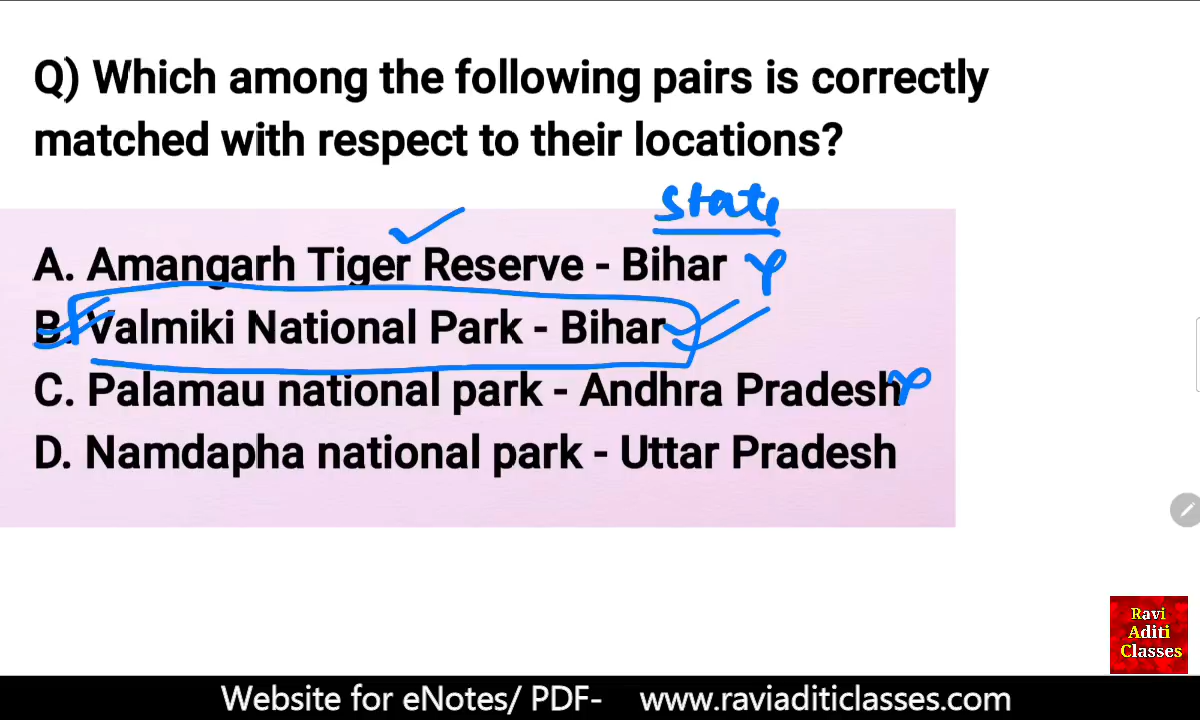 Q) Which among the following pairs is correctly
matched with respect to their locations?
State
A. Amangarh Tiger Reserve - Bihar
B. Valmiki National Park - Bihar
C. Palamau national park - Andhra Pradesh
D. Namdapha national park - Uttar Pradesh
Ravi
Aditi
Classes
Website for eNotes/ PDF- www.raviaditiclasses.com